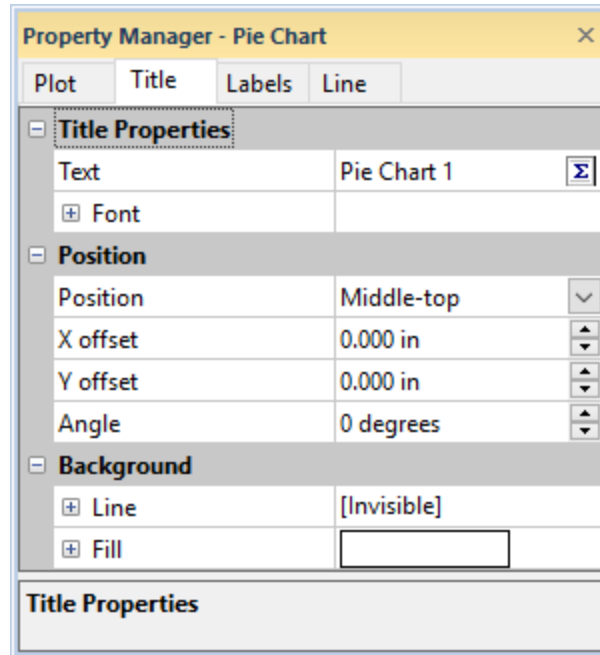 Property Manager - Pie Chart
Plot Title Labels Line
Title Properties
Text Pie Chart 1 Σ
Font
Position
Position Middle-top
X offset 0.000 in
Y offset 0.000 in
Angle 0 degrees
Background
Line [Invisible]
Fill
Title Properties